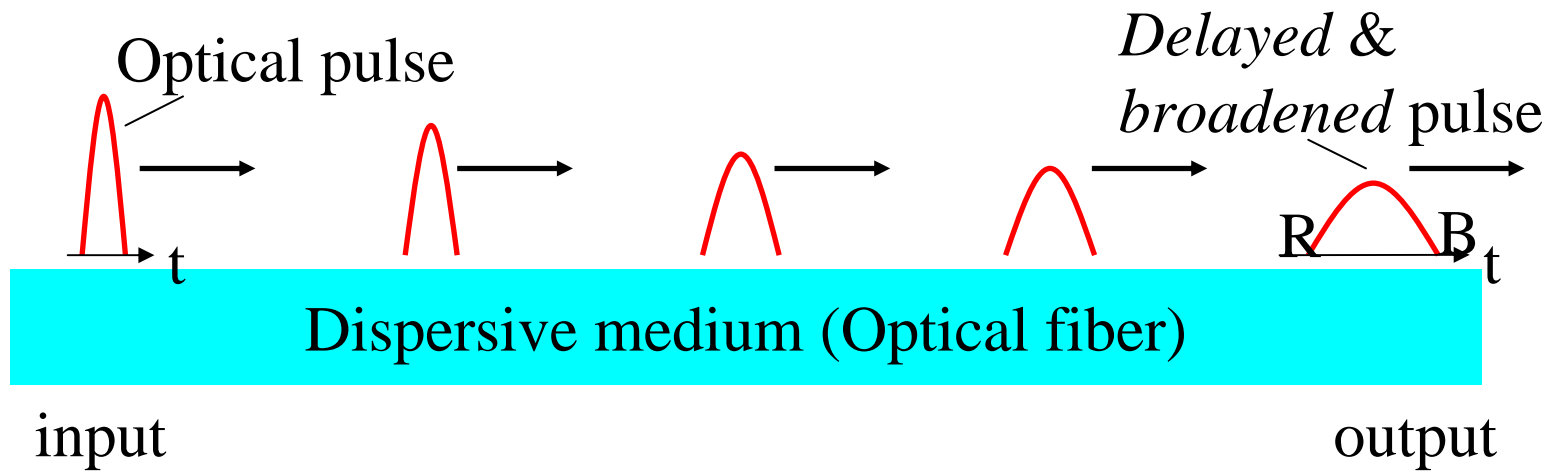 Optical pulse
Delayed &
broadened pulse
t
R
B
t
Dispersive medium (Optical fiber)
input
output